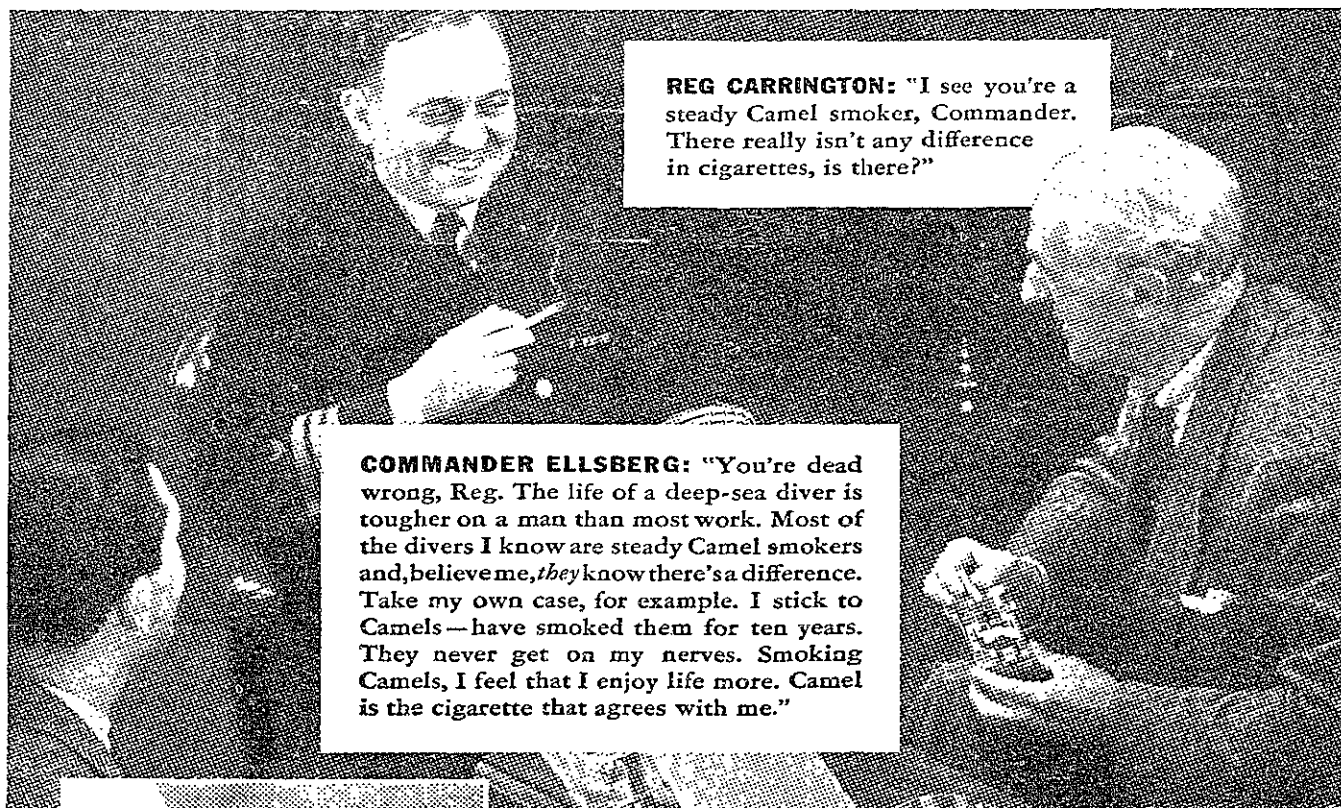 REG CARRINGTON: "I see you're a
steady Camel smoker, Commander.
There really isn't any difference
in cigarettes, is there?"
COMMANDER ELLSBERG: "You're dead
wrong, Reg. The life of a deep-sea diver is
tougher on a man than most work. Most of
the divers I know are steady Camel smokers
and, believe me, they know there's a difference.
Take my own case, for example. I stick to
Camels—have smoked them for ten years.
They never get on my nerves. Smoking
Camels, I feel that I enjoy life more. Camel
is the cigarette that agrees with me."